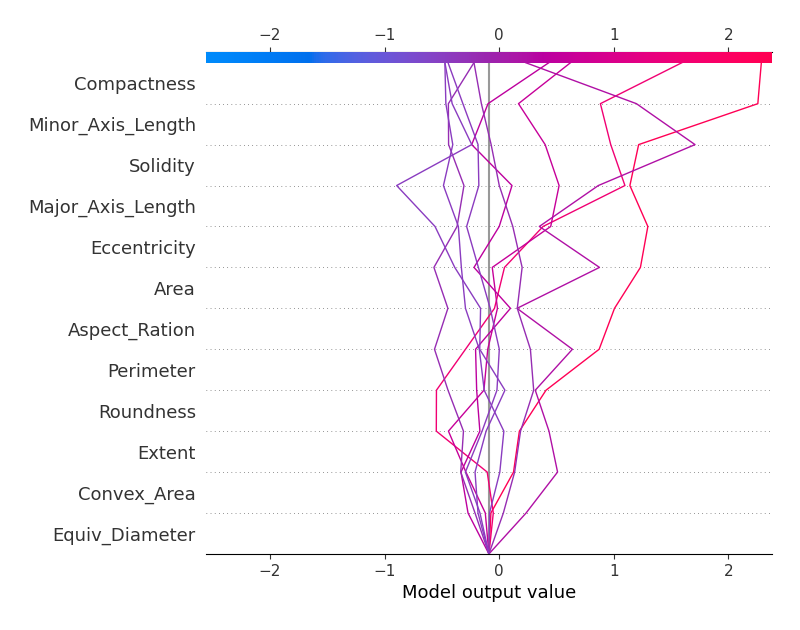 −2 −1 0 1 2
Compactness
Minor_Axis_Length
Solidity
Major_Axis_Length
Eccentricity
Area
Aspect_Ration
Perimeter
Roundness
Extent
Convex_Area
Equiv_Diameter
−2 −1 0 1 2
Model output value